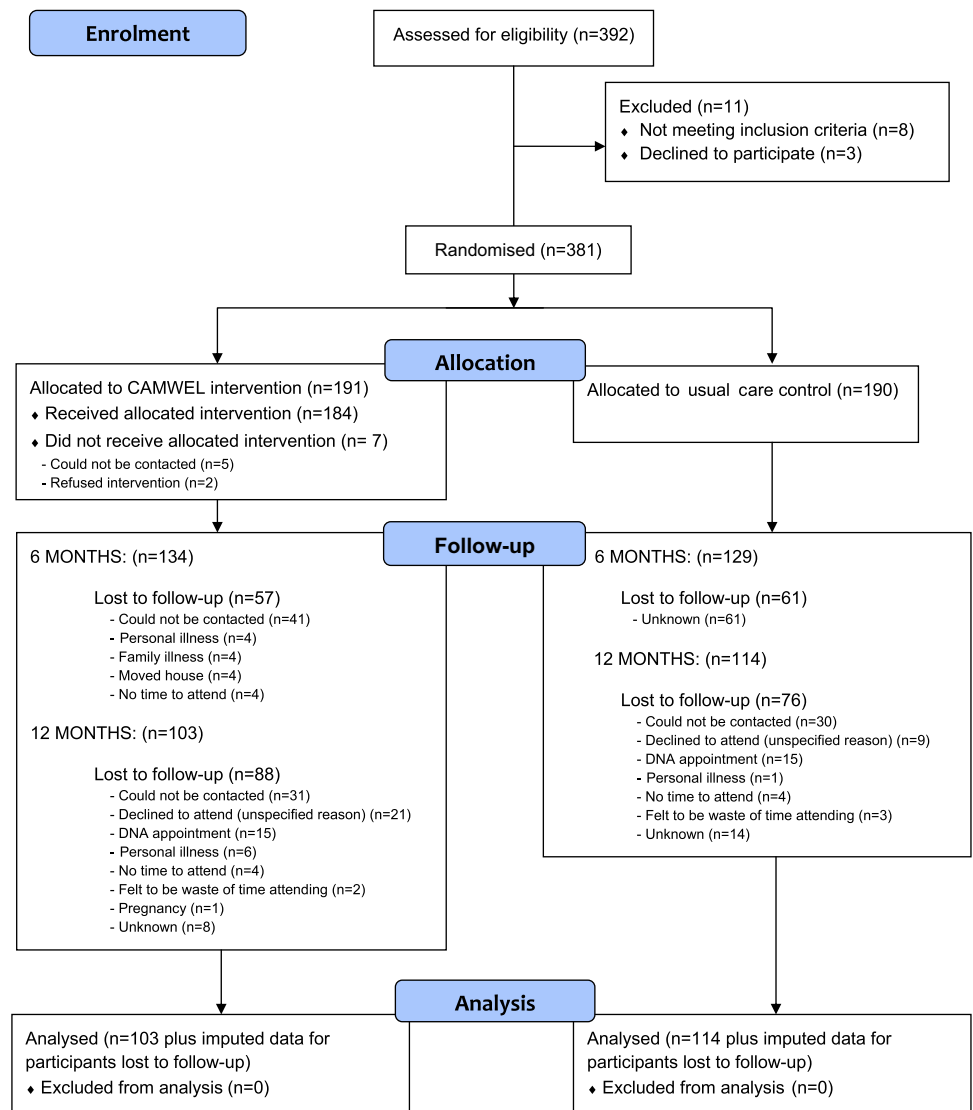 Enrolment
Assessed for eligibility (n=392)
Excluded (n=11)
♦ Not meeting inclusion criteria (n=8)
♦ Declined to participate (n=3)
Randomised (n=381)
Allocation
Allocated to CAMWEL intervention (n=191)
♦ Received allocated intervention (n=184)
♦ Did not receive allocated intervention (n= 7)
- Could not be contacted (n=5)
- Refused intervention (n=2)
Allocated to usual care control (n=190)
Follow-up
6 MONTHS: (n=134)
Lost to follow-up (n=57)
- Could not be contacted (n=41)
- Personal illness (n=4)
- Family illness (n=4)
- Moved house (n=4)
- No time to attend (n=4)
12 MONTHS: (n=103)
Lost to follow-up (n=88)
- Could not be contacted (n=31)
- Declined to attend (unspecified reason) (n=21)
- DNA appointment (n=15)
- Personal illness (n=6)
- No time to attend (n=4)
- Felt to be waste of time attending (n=2)
- Pregnancy (n=1)
- Unknown (n=8)
6 MONTHS: (n=129)
Lost to follow-up (n=61)
- Unknown (n=61)
12 MONTHS: (n=114)
Lost to follow-up (n=76)
- Could not be contacted (n=30)
- Declined to attend (unspecified reason) (n=9)
- DNA appointment (n=15)
- Personal illness (n=1)
- No time to attend (n=4)
- Felt to be waste of time attending (n=3)
- Unknown (n=14)
Analysis
Analysed (n=103 plus imputed data for
participants lost to follow-up)
♦ Excluded from analysis (n=0)
Analysed (n=114 plus imputed data for
participants lost to follow-up)
♦ Excluded from analysis (n=0)